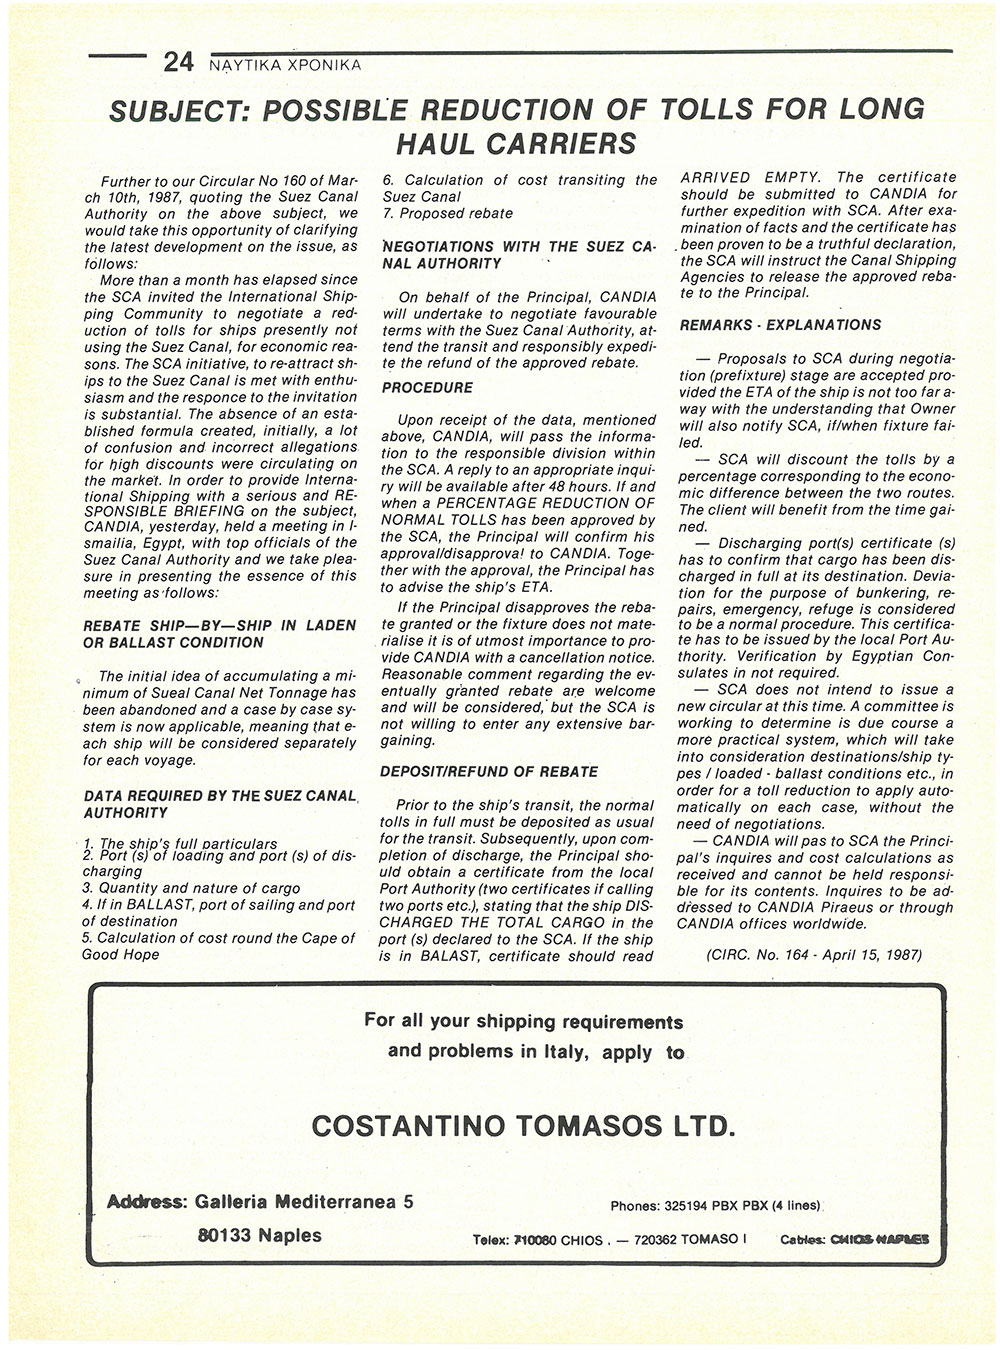 24 ΝΑΥΤΙΚΑ ΧΡΟΝΙΚΑ
SUBJECT: POSSIBLE REDUCTION OF TOLLS FOR LONG
HAUL CARRIERS
Further to our Circular No 160 of Mar-
ch 10th, 1987, quoting the Suez Canal
Authority on the above subject, we
would take this opportunity of clarifying
the latest development on the issue, as
follows:
More than a month has elapsed since
the SCA invited the International Ship-
ping Community to negotiate a red-
uction of tolls for ships presently not
using the Suez Canal, for economic rea-
sons. The SCA initiative, to re-attract sh-
ips to the Suez Canal is met with enthu-
siasm and the responce to the invitation
is substantial. The absence of an esta-
blished formula created, initially, a lot
of confusion and incorrect allegations
for high discounts were circulating on
the market. In order to provide Interna-
tional Shipping with a serious and RE-
SPONSIBLE BRIEFING on the subject,
CANDIA, yesterday, held a meeting in I-
smailia, Egypt, with top officials of the
Suez Canal Authority and we take plea-
sure in presenting the essence of this
meeting as follows:
REBATE SHIP—BY—SHIP IN LADEN
OR BALLAST CONDITION
The initial idea of accumulating a mi-
nimum of Sueal Canal Net Tonnage has
been abandoned and a case by case sy-
stem is now applicable, meaning that e-
ach ship will be considered separately
for each voyage.
DATA REQUIRED BY THE SUEZ CANAL
AUTHORITY
1. The ship's full particulars
2. Port (s) of loading and port (s) of dis-
charging
3. Quantity and nature of cargo
4. If in BALLAST, port of sailing and port
of destination
5. Calculation of cost round the Cape of
Good Hope
6. Calculation of cost transiting the
Suez Canal
7. Proposed rebate
NEGOTIATIONS WITH THE SUEZ CA-
NAL AUTHORITY
On behalf of the Principal, CANDIA
will undertake to negotiate favourable
terms with the Suez Canal Authority, at-
tend the transit and responsibly expedi-
te the refund of the approved rebate.
PROCEDURE
Upon receipt of the data, mentioned
above, CANDIA, will pass the informa-
tion to the responsible division within
the SCA. A reply to an appropriate inqui-
ry will be available after 48 hours. If and
when a PERCENTAGE REDUCTION OF
NORMAL TOLLS has been approved by
the SCA, the Principal will confirm his
approval/disapproval to CANDIA. Toge-
ther with the approval, the Principal has
to advise the ship's ETA.
If the Principal disapproves the reba-
te granted or the fixture does not mate-
rialise it is of utmost importance to pro-
vide CANDIA with a cancellation notice.
Reasonable comment regarding the ev-
entually granted rebate are welcome
and will be considered, but the SCA is
not willing to enter any extensive bar-
gaining.
DEPOSIT/REFUND OF REBATE
Prior to the ship's transit, the normal
tolls in full must be deposited as usual
for the transit. Subsequently, upon com-
pletion of discharge, the Principal sho-
uld obtain a certificate from the local
Port Authority (two certificates if calling
two ports etc.), stating that the ship DIS-
CHARGED THE TOTAL CARGO in the
port (s) declared to the SCA. If the ship
is in BALAST, certificate should read
ARRIVED EMPTY. The certificate
should be submitted to CANDIA for
further expedition with SCA. After exa-
mination of facts and the certificate has
been proven to be a truthful declaration,
the SCA will instruct the Canal Shipping
Agencies to release the approved reba-
te to the Principal.
REMARKS - EXPLANATIONS
— Proposals to SCA during negotia-
tion (prefixture) stage are accepted pro-
vided the ETA of the ship is not too far a-
way with the understanding that Owner
will also notify SCA, if/when fixture fai-
led.
— SCA will discount the tolls by a
percentage corresponding to the econo-
mic difference between the two routes.
The client will benefit from the time gai-
ned.
— Discharging port(s) certificate (s)
has to confirm that cargo has been dis-
charged in full at its destination. Devia-
tion for the purpose of bunkering, re-
pairs, emergency, refuge is considered
to be a normal procedure. This certifica-
te has to be issued by the local Port Au-
thority. Verification by Egyptian Con-
sulates in not required.
— SCA does not intend to issue a
new circular at this time. A committee is
working to determine is due course a
more practical system, which will take
into consideration destinations/ship ty-
pes / loaded - ballast conditions etc., in
order for a toll reduction to apply auto-
matically on each case, without the
need of negotiations.
— CANDIA will pas to SCA the Princi-
pal's inquires and cost calculations as
received and cannot be held responsi-
ble for its contents. Inquires to be ad-
dressed to CANDIA Piraeus or through
CANDIA offices worldwide.
(CIRC. No. 164 - April 15, 1987)
For all your shipping requirements
and problems in Italy, apply to
COSTANTINO TOMASOS LTD.
Address: Galleria Mediterranea 5
80133 Naples
Phones: 325194 PBX PBX (4 lines)
Telex: 710080 CHIOS . — 720362 TOMASO I Cables: CHIOS NAPLES